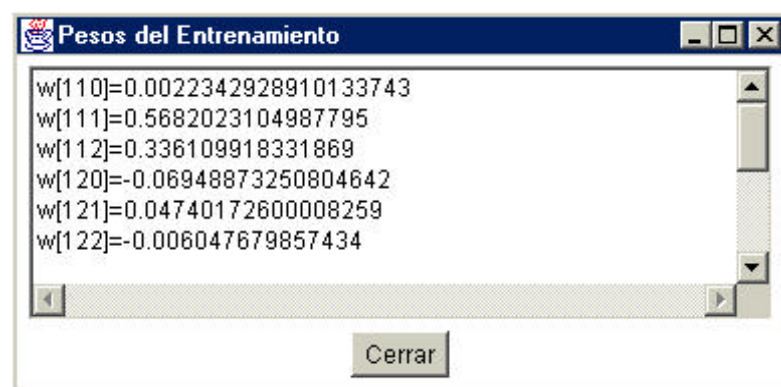 Pesos del Entrenamiento
w[110]=0.0022342928910133743
w[111]=0.5682023104987795
w[112]=0.336109918331869
w[120]=-0.06948873250804642
w[121]=0.04740172600008259
w[122]=-0.006047679857434
Cerrar